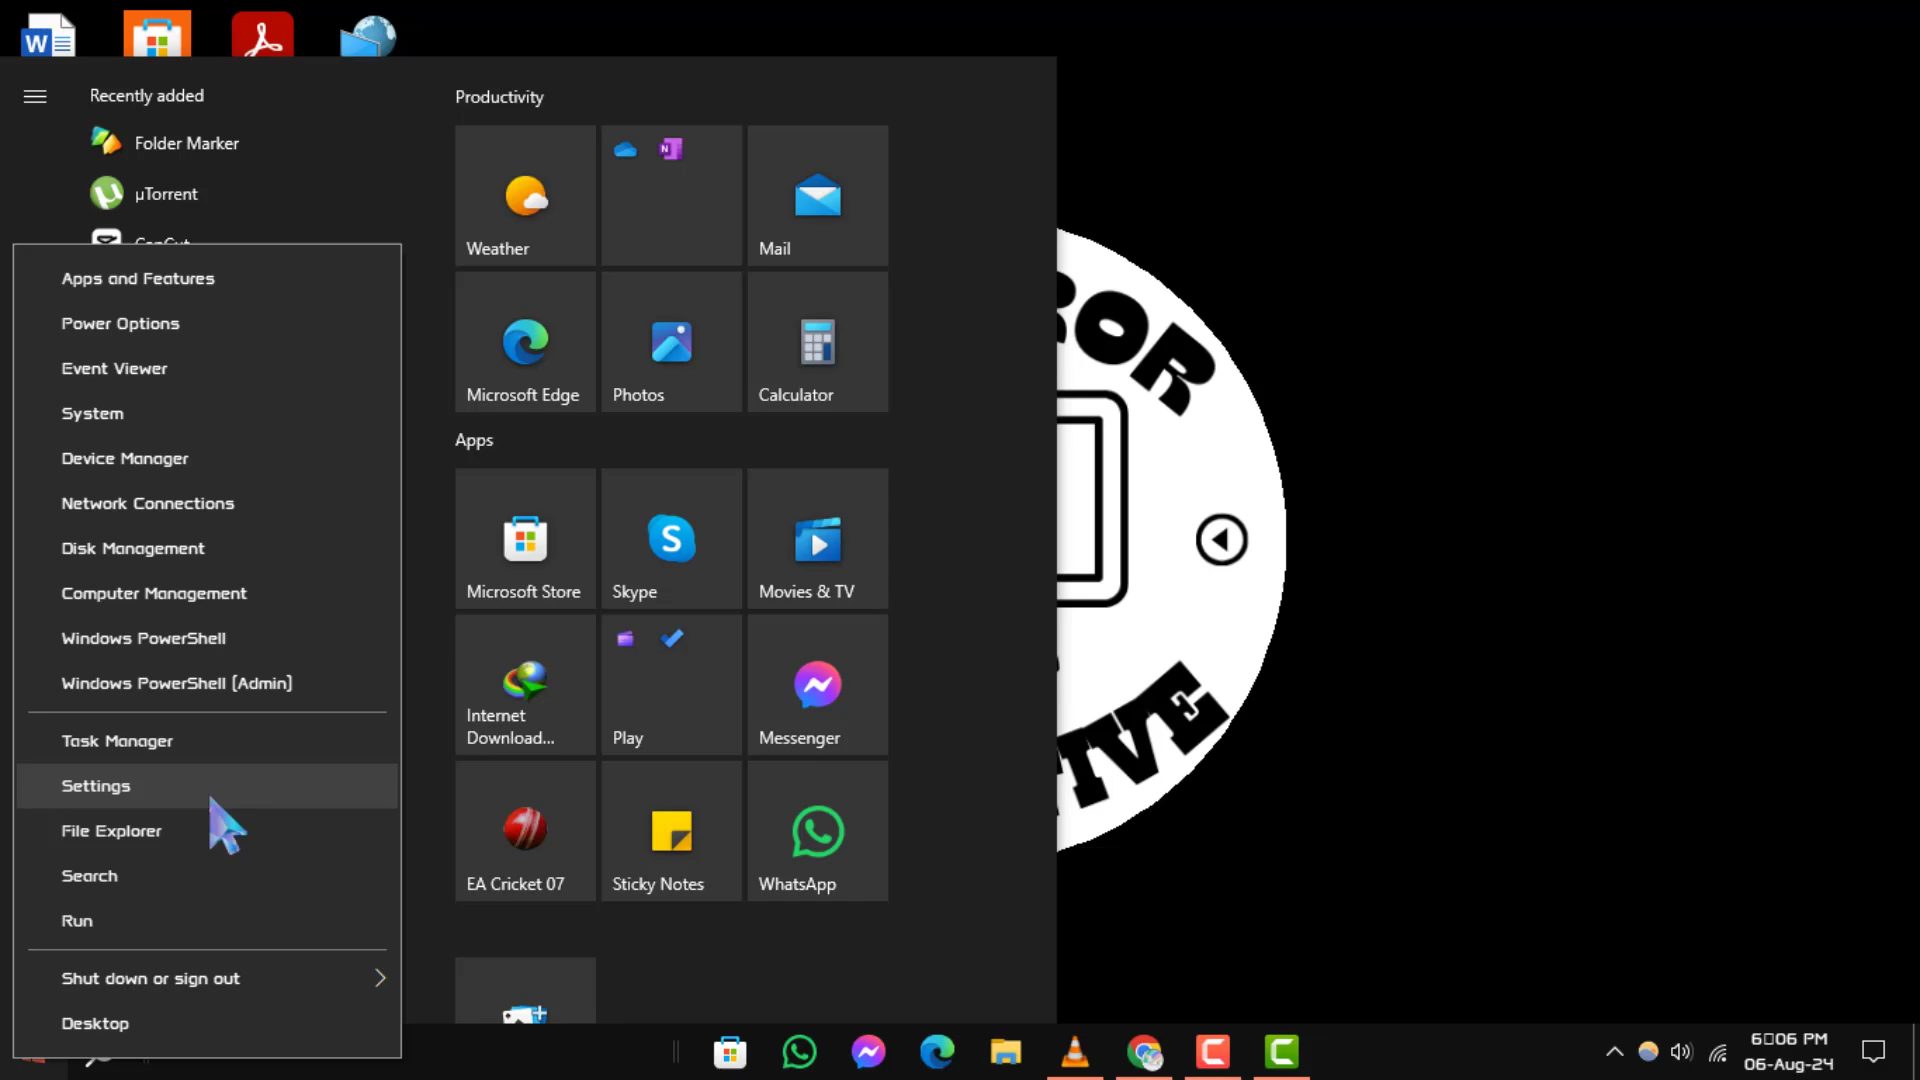 W
Recently added
Folder Marker
µTorrent
CapCut
Apps and Features
Power Options
Event Viewer
System
Device Manager
Network Connections
Disk Management
Computer Management
Windows PowerShell
Windows PowerShell (Admin)
Task Manager
Settings
File Explorer
Search
Run
Shut down or sign out
Desktop
Productivity
Weather
N
Mail
Microsoft Edge
Photos
Calculator
Apps
Microsoft Store
S
Skype
Movies & TV
Internet
Download...
Play
Messenger
EA Cricket 07
Sticky Notes
WhatsApp
OR
TIVE
6□06 PM
06-Aug-24